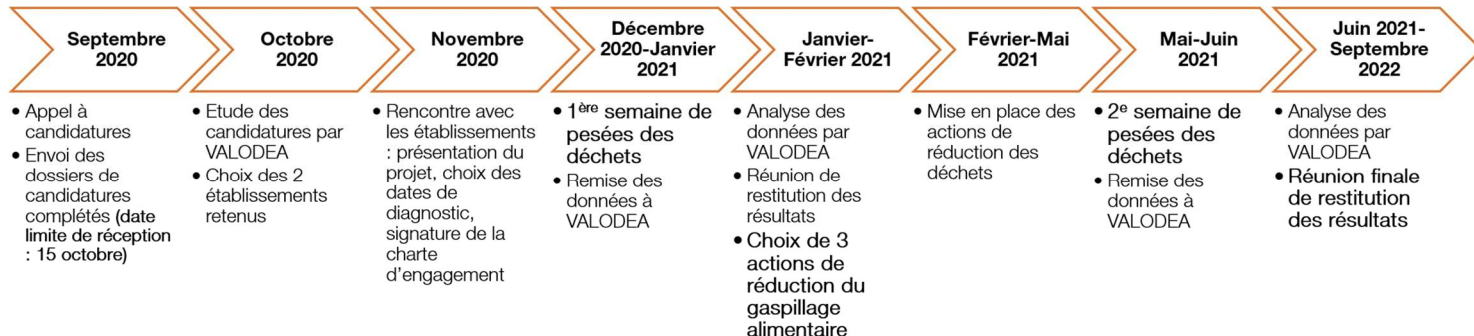 Septembre
2020
Octobre
2020
Novembre
2020
Décembre
2020-Janvier
2021
Janvier-
Février 2021
Février-Mai
2021
Mai-Juin
2021
Juin 2021-
Septembre
2022
• Appel à
candidatures
• Envoi des
dossiers de
candidatures
complétés (date
limite de réception
: 15 octobre)
• Etude des
candidatures par
VALODEA
• Choix des 2
établissements
retenus
• Rencontre avec
les établissements
: présentation du
projet, choix des
dates de
diagnostic,
signature de la
charte
d'engagement
• 1ère semaine de
pesées des
déchets
• Remise des
données à
VALODEA
• Analyse des
données par
VALODEA
• Réunion de
restitution des
résultats
• Choix de 3
actions de
réduction du
gaspillage
alimentaire
• Mise en place des
actions de
réduction des
déchets
• 2e semaine de
pesées des
déchets
• Remise des
données à
VALODEA
• Analyse des
données par
VALODEA
• Réunion finale
de restitution
des résultats